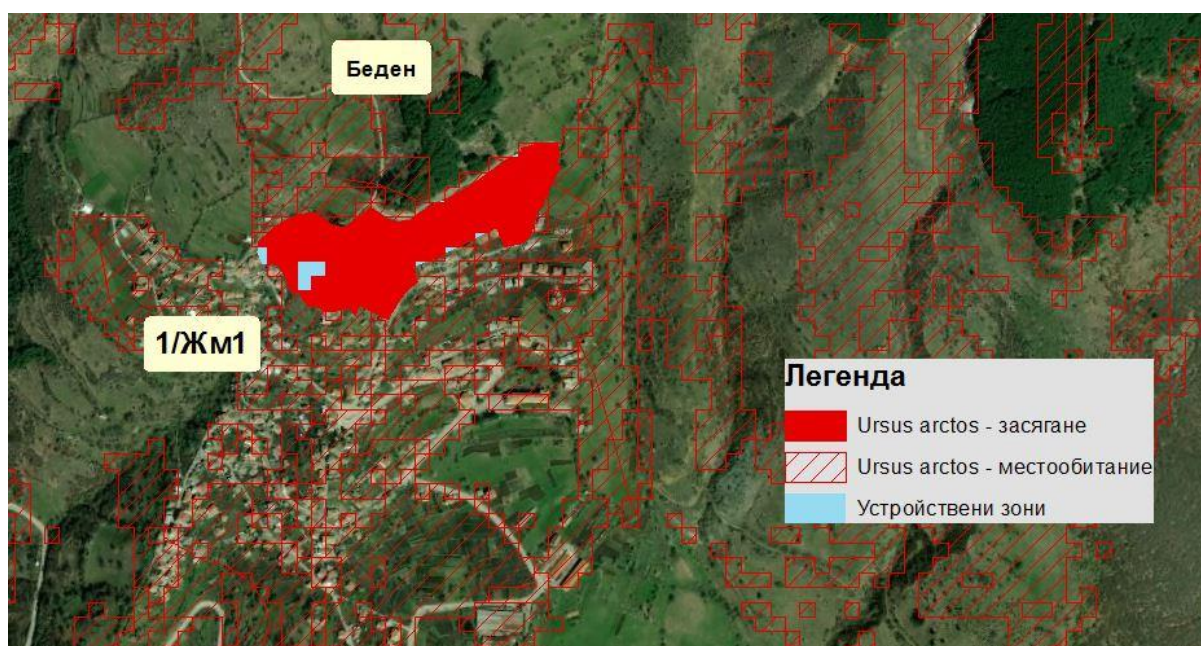 Беден
1/Жм1
Легенда
Ursus arctos - засягане
Ursus arctos - местообитание
Устройствени зони